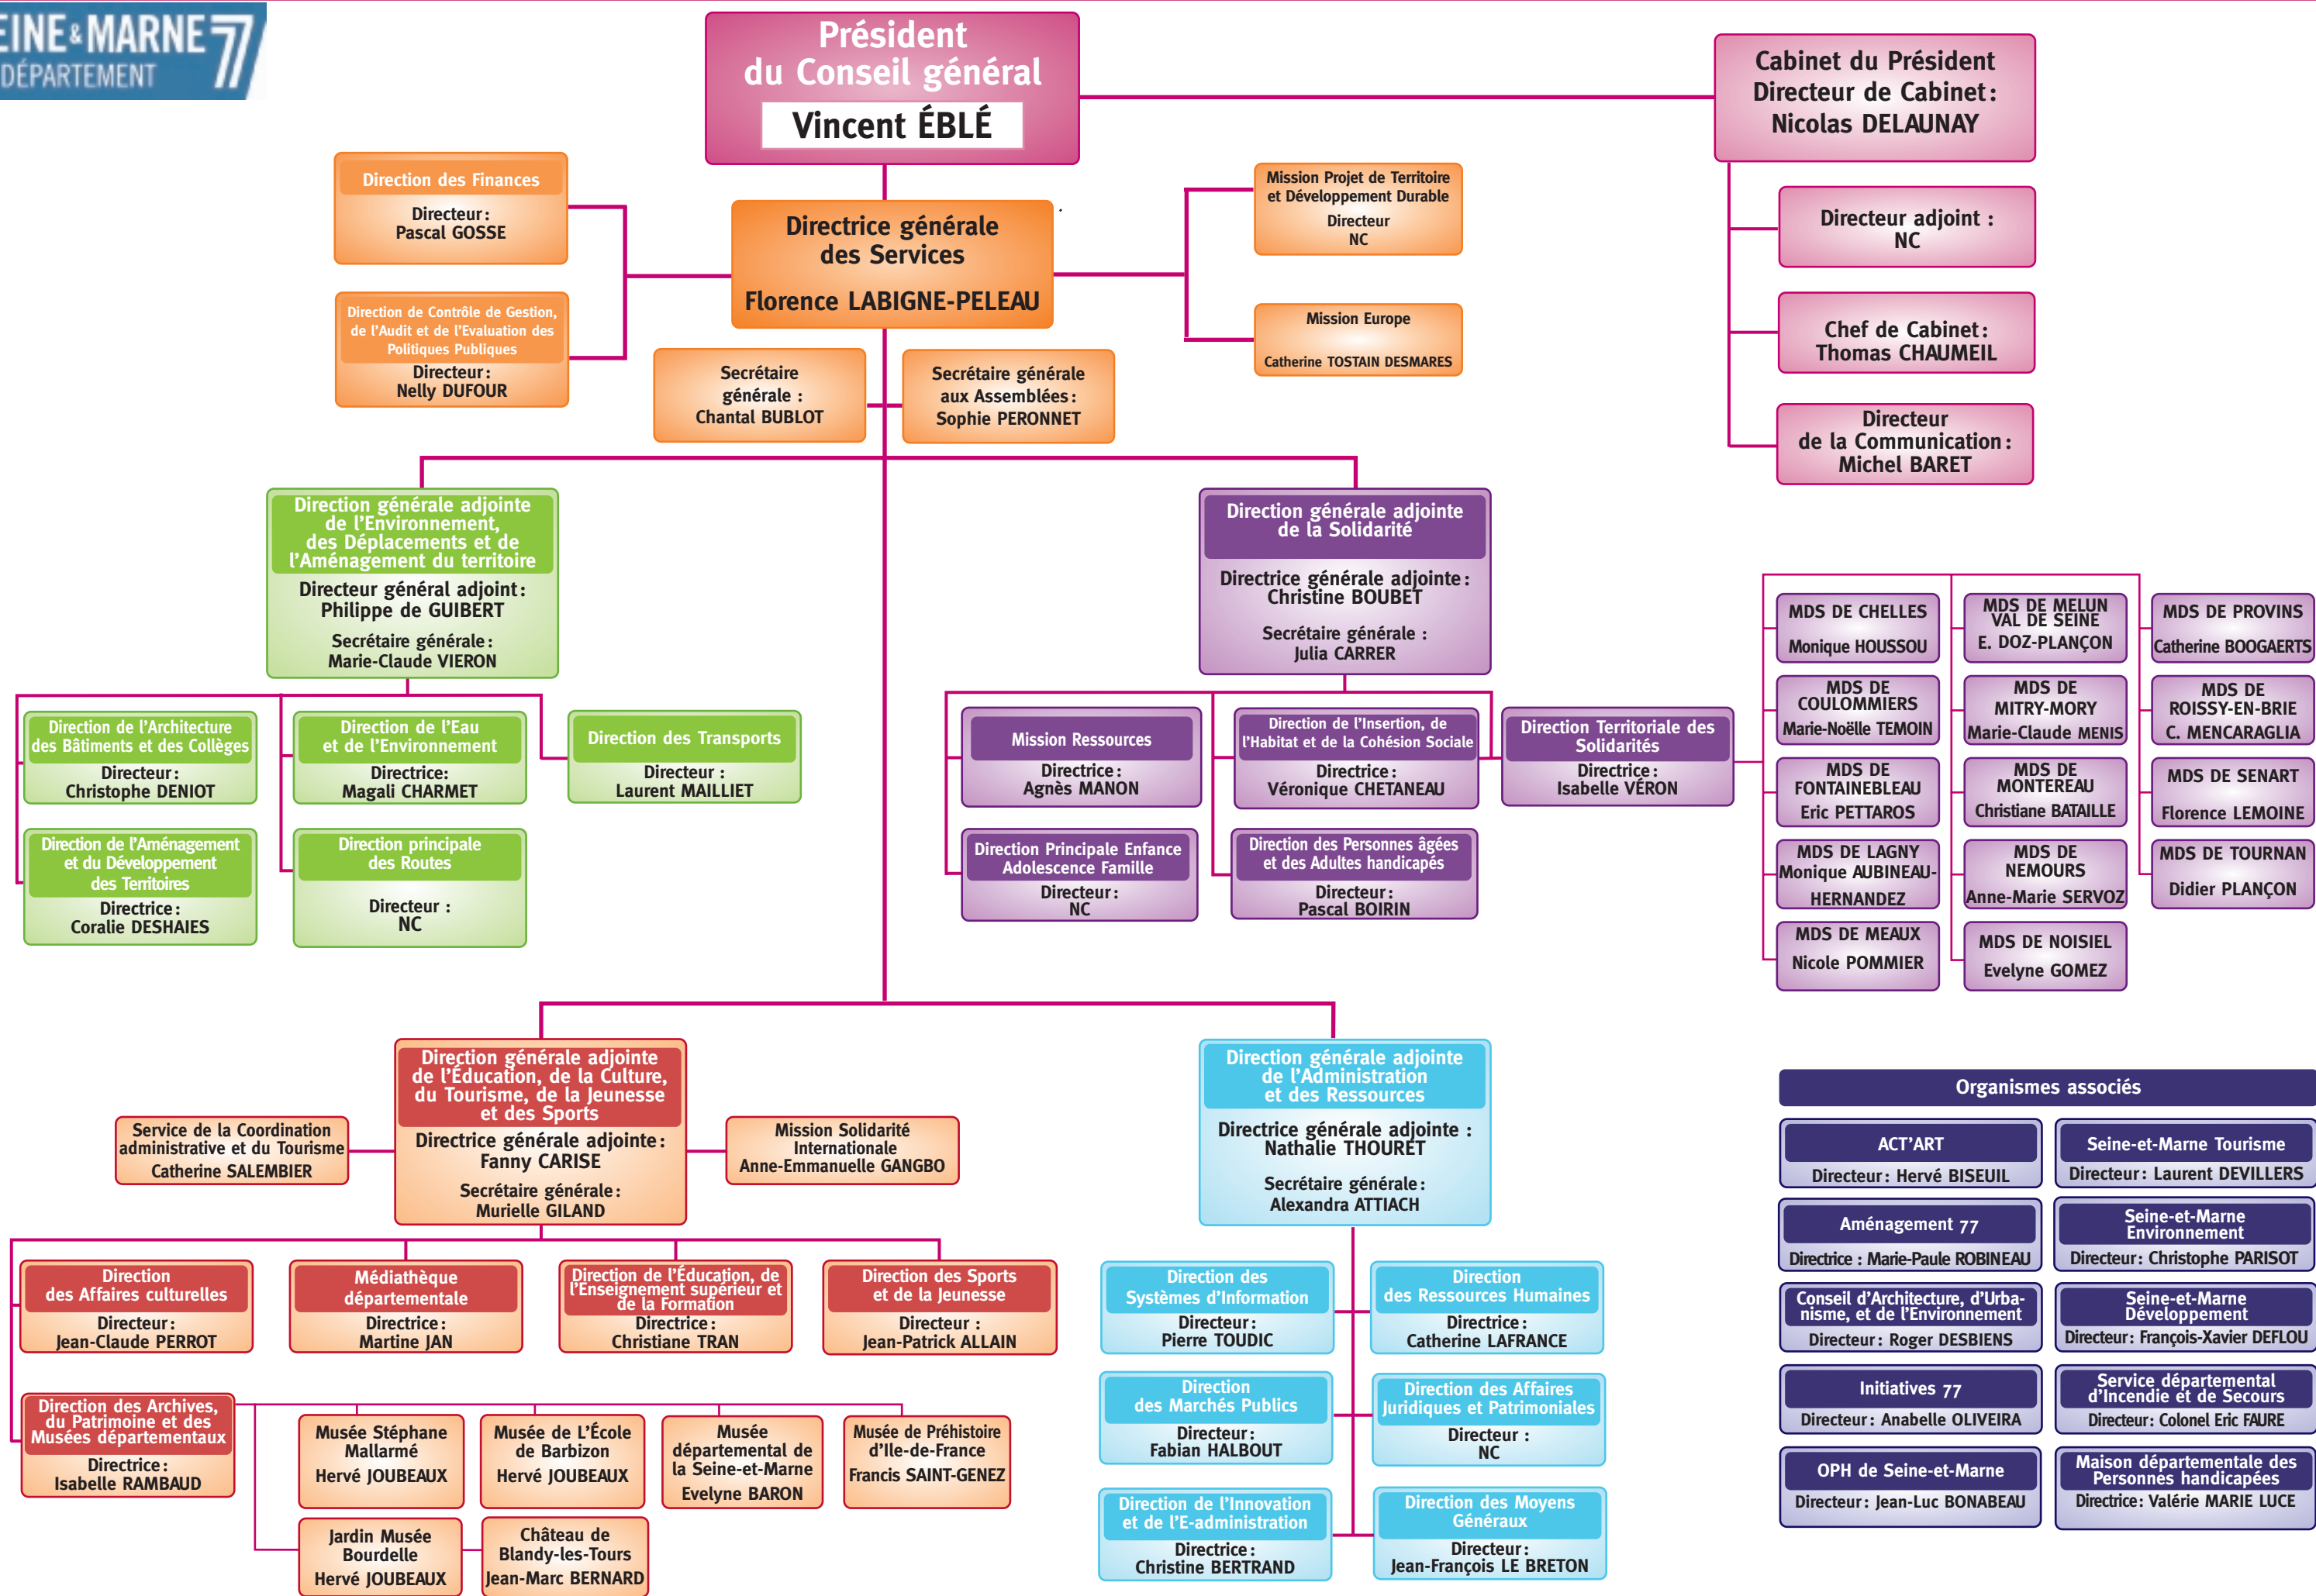 SEINE & MARNE 77
DÉPARTEMENT
Président
du Conseil général
Vincent ÉBLÉ
Cabinet du Président
Directeur de Cabinet :
Nicolas DELAUNAY
Directeur adjoint :
NC
Chef de Cabinet :
Thomas CHAUMEIL
Directeur
de la Communication :
Michel BARET
Direction des Finances
Directeur :
Pascal GOSSE
Direction de Contrôle de Gestion,
de l'Audit et de l'Evaluation des
Politiques Publiques
Directeur :
Nelly DUFOUR
Directrice générale
des Services
Florence LABIGNE-PELEAU
Mission Projet de Territoire
et Développement Durable
Directeur
NC
Mission Europe
Catherine TOSTAIN DESMARES
Secrétaire
générale :
Chantal BUBLOT
Secrétaire générale
aux Assemblées :
Sophie PERONNET
Direction générale adjointe
de l'Environnement,
des Déplacements et de
l'Aménagement du territoire
Directeur général adjoint :
Philippe de GUIBERT
Secrétaire générale :
Marie-Claude VIERON
Direction de l'Architecture
des Bâtiments et des Collèges
Directeur :
Christophe DENIOT
Direction de l'Eau
et de l'Environnement
Directrice:
Magali CHARMET
Direction des Transports
Directeur :
Laurent MAILLIET
Direction de l'Aménagement
et du Développement
des Territoires
Directrice :
Coralie DESHAIES
Direction principale
des Routes
Directeur :
NC
Direction générale adjointe
de la Solidarité
Directrice générale adjointe :
Christine BOUBET
Secrétaire générale :
Julia CARRER
Mission Ressources
Directrice :
Agnès MANON
Direction de l'Insertion, de
l'Habitat et de la Cohésion Sociale
Directrice :
Véronique CHETANEAU
Direction Territoriale des
Solidarités
Directrice :
Isabelle VÉRON
Direction Principale Enfance
Adolescence Famille
Directeur :
NC
Direction des Personnes âgées
et des Adultes handicapés
Directeur :
Pascal BOIRIN
MDS DE CHELLES
Monique HOUSSOU
MDS DE MELUN
VAL DE SEINE
E. DOZ-PLANÇON
MDS DE PROVINS
Catherine BOOGAERTS
MDS DE
COULOMMIERS
Marie-Noëlle TEMOIN
MDS DE
MITRY-MORY
Marie-Claude MENIS
MDS DE
ROISSY-EN-BRIE
C. MENCARAGLIA
MDS DE
FONTAINEBLEAU
Eric PETTAROS
MDS DE
MONTEREAU
Christiane BATAILLE
MDS DE SENART
Florence LEMOINE
MDS DE LAGNY
Monique AUBINEAU-
HERNANDEZ
MDS DE
NEMOURS
Anne-Marie SERVOZ
MDS DE TOURNAN
Didier PLANÇON
MDS DE MEAUX
Nicole POMMIER
MDS DE NOISIEL
Evelyne GOMEZ
Direction générale adjointe
de l'Éducation, de la Culture,
du Tourisme, de la Jeunesse
et des Sports
Directrice générale adjointe :
Fanny CARISE
Secrétaire générale :
Murielle GILAND
Service de la Coordination
administrative et du Tourisme
Catherine SALEMBIER
Mission Solidarité
Internationale
Anne-Emmanuelle GANGBO
Direction
des Affaires culturelles
Directeur :
Jean-Claude PERROT
Médiathèque
départementale
Directrice :
Martine JAN
Direction de l'Éducation, de
l'Enseignement supérieur et
de la Formation
Directrice :
Christiane TRAN
Direction des Sports
et de la Jeunesse
Directeur :
Jean-Patrick ALLAIN
Direction des Archives,
du Patrimoine et des
Musées départementaux
Directrice :
Isabelle RAMBAUD
Musée Stéphane
Mallarmé
Hervé JOUBEAUX
Musée de L'École
de Barbizon
Hervé JOUBEAUX
Musée
départemental de
la Seine-et-Marne
Evelyne BARON
Musée de Préhistoire
d'Ile-de-France
Francis SAINT-GENEZ
Jardin Musée
Bourdelle
Hervé JOUBEAUX
Château de
Blandy-les-Tours
Jean-Marc BERNARD
Direction générale adjointe
de l'Administration
et des Ressources
Directrice générale adjointe :
Nathalie THOURET
Secrétaire générale :
Alexandra ATTIACH
Direction des
Systèmes d'Information
Directeur :
Pierre TOUDIC
Direction
des Ressources Humaines
Directrice :
Catherine LAFRANCE
Direction
des Marchés Publics
Directeur :
Fabian HALBOUT
Direction des Affaires
Juridiques et Patrimoniales
Directeur :
NC
Direction de l'Innovation
et de l'E-administration
Directrice :
Christine BERTRAND
Direction des Moyens
Généraux
Directeur :
Jean-François LE BRETON
Organismes associés
ACT'ART
Directeur : Hervé BISEUIL
Seine-et-Marne Tourisme
Directeur : Laurent DEVILLERS
Aménagement 77
Directrice : Marie-Paule ROBINEAU
Seine-et-Marne
Environnement
Directeur : Christophe PARISOT
Conseil d'Architecture, d'Urba-
nisme, et de l'Environnement
Directeur : Roger DESBIENS
Seine-et-Marne
Développement
Directeur : François-Xavier DEFLOU
Initiatives 77
Directeur : Anabelle OLIVEIRA
Service départemental
d'Incendie et de Secours
Directeur : Colonel Eric FAURE
OPH de Seine-et-Marne
Directeur : Jean-Luc BONABEAU
Maison départementale des
Personnes handicapées
Directrice : Valérie MARIE LUCE